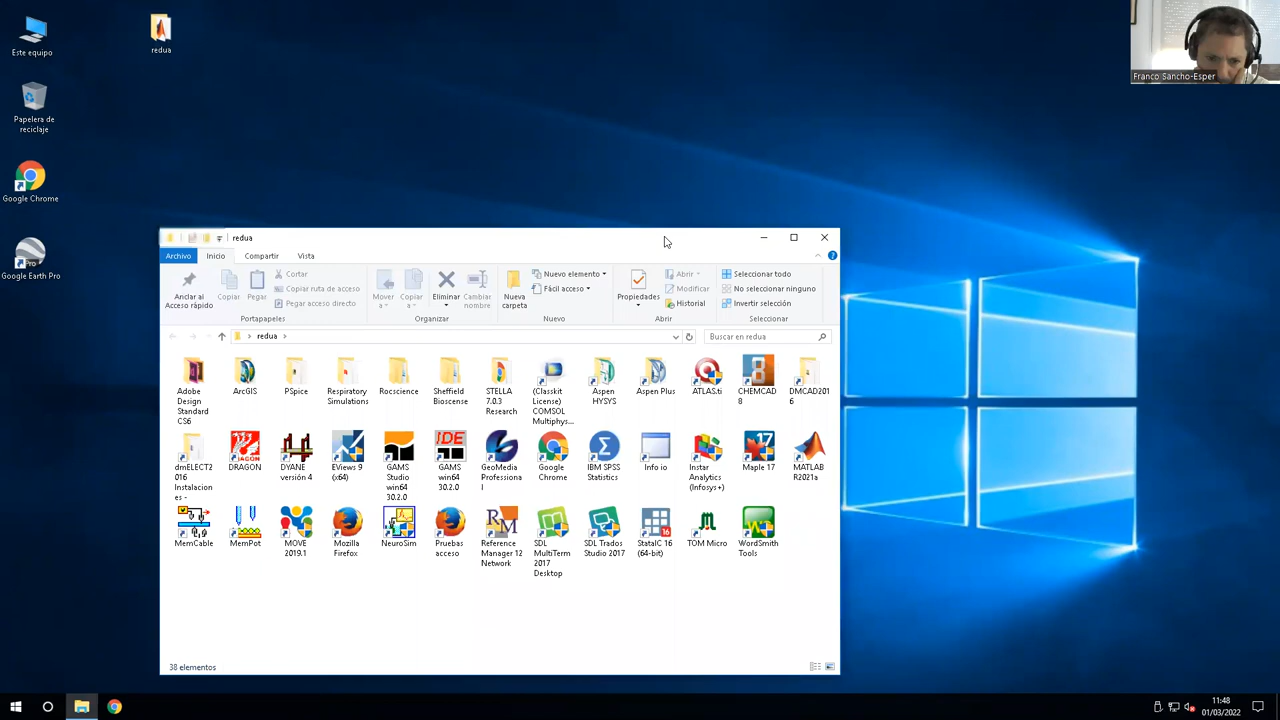 Este equipo
redua
Franco Sancho-Esper
Papelera de
reciclaje
Google Chrome
Pro
Google Earth Pro
redua
Archivo Inicio Compartir Vista
Anclar al
Acceso rápido
Copiar
Pegar
Cortar
Copiar ruta de acceso
Pegar acceso directo
Portapapeles
Mover
a
Copiar
a
Eliminar
Cambiar
nombre
Organizar
Nueva
carpeta
Nuevo elemento
Fácil acceso
Nuevo
Propiedades
Abrir
Modificar
Historial
Abrir
Seleccionar todo
No seleccionar ninguno
Invertir selección
Seleccionar
redua
Buscar en redua
Adobe
Design
Standard
CS6
ArcGIS
PSpice
Respiratory
Simulations
Rocscience
Sheffield
Bioscense
STELLA
7.0.3
Research
(Classkit
License)
COMSOL
Multiphys...
Aspen
HYSYS
Aspen Plus
ATLAS.ti
CHEMCAD
8
DMCAD201
6
dmELECT2
016
Instalacion
es -
DRAGON
DYANE
versión 4
EViews 9
(x64)
GAMS
Studio
win64
30.2.0
IDE
GAMS
win64
30.2.0
GeoMedia
Professiona
l
Google
Chrome
IBM SPSS
Statistics
Info io
Instar
Analytics
(Infosys+)
17
Maple 17
MATLAB
R2021a
MemCable
MemPot
MOVE
2019.1
Mozilla
Firefox
NeuroSim
Pruebas
acceso
RM
Reference
Manager 12
Network
SDL
MultiTerm
2017
Desktop
SDL Trados
Studio 2017
16
StataIC 16
(64-bit)
TOM Micro
W
WordSmith
Tools
38 elementos
11:48
01/03/2022